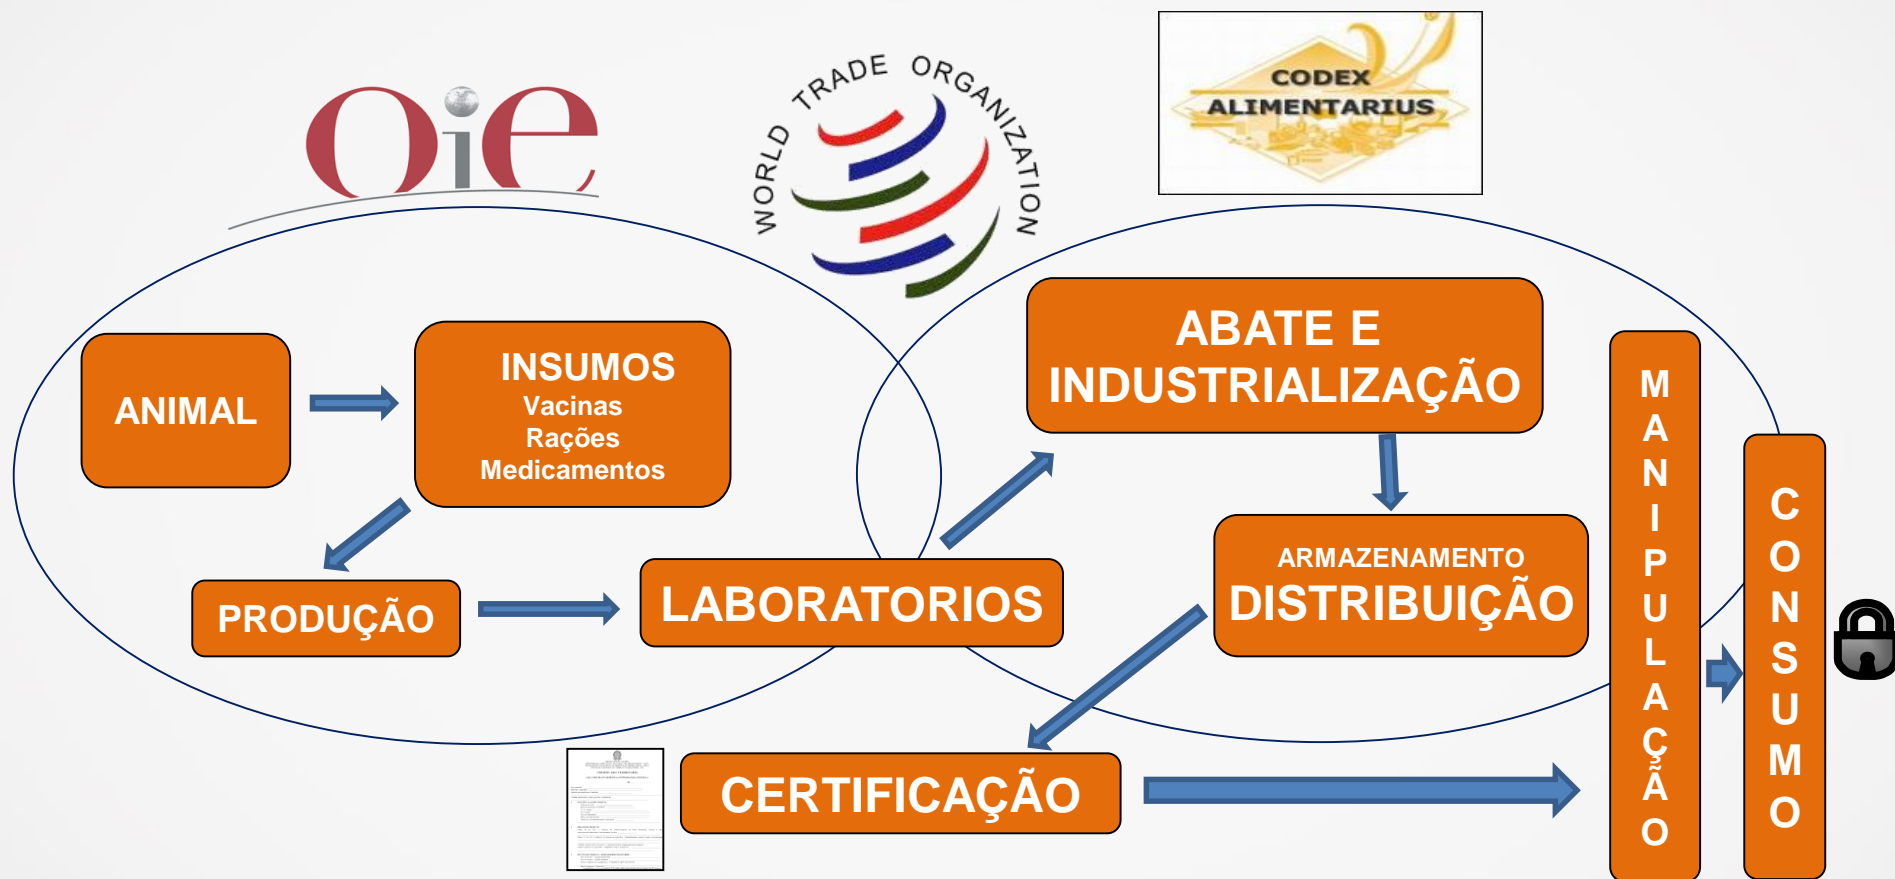 oie
WORLD TRADE ORGANIZATION
CODEX
ALIMENTARIUS
ANIMAL
INSUMOS
Vacinas
Rações
Medicamentos
PRODUÇÃO
LABORATORIOS
ABATE E
INDUSTRIALIZAÇÃO
ARMAZENAMENTO
DISTRIBUIÇÃO
CERTIFICAÇÃO
MANIPULAÇÃO
CONSUMO